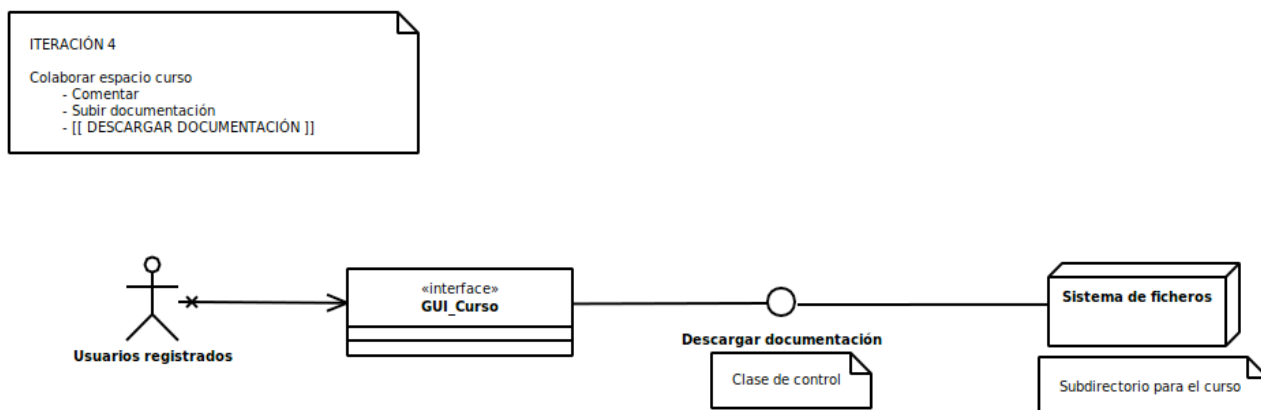 ITERACIÓN 4
Colaborar espacio curso
- Comentar
- Subir documentación
- [[ DESCARGAR DOCUMENTACIÓN ]]
«interface»
GUI_Curso
Sistema de ficheros
Usuarios registrados
Descargar documentación
Clase de control
Subdirectorio para el curso